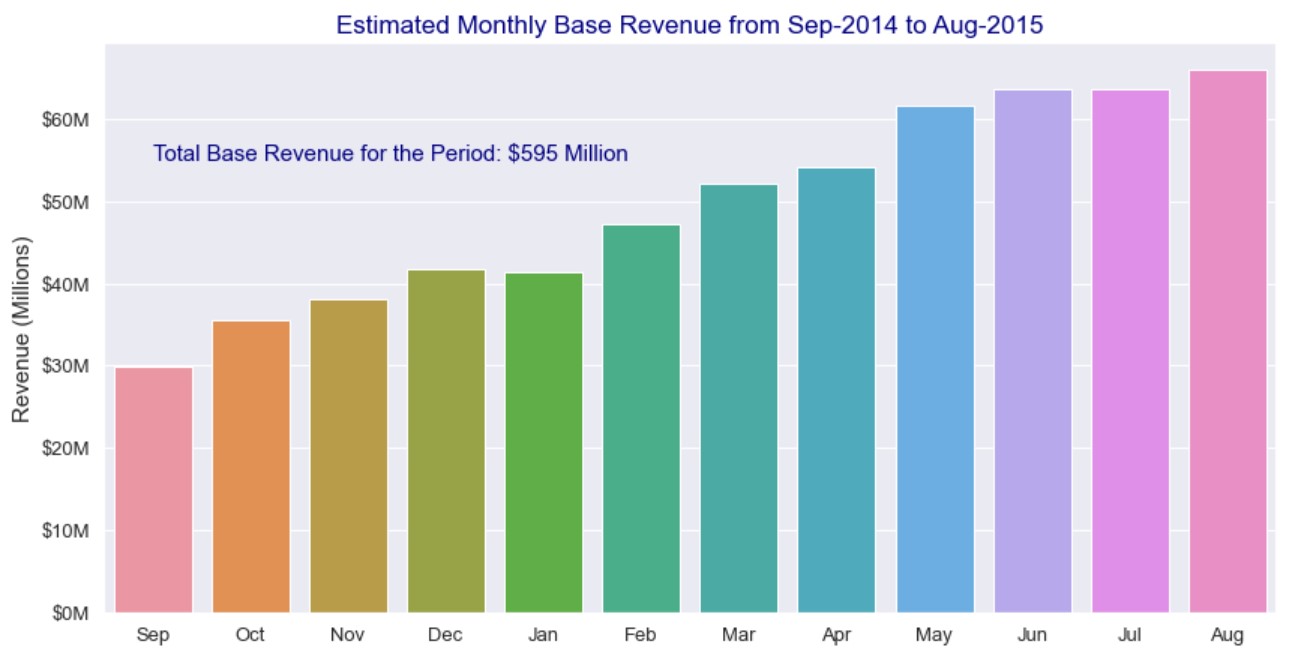 Estimated Monthly Base Revenue from Sep-2014 to Aug-2015
$60M
Total Base Revenue for the Period: $595 Million
$50M
$40M
$30M
$20M
$10M
$0M
Revenue (Millions)
Sep Oct Nov Dec Jan Feb Mar Apr May Jun Jul Aug